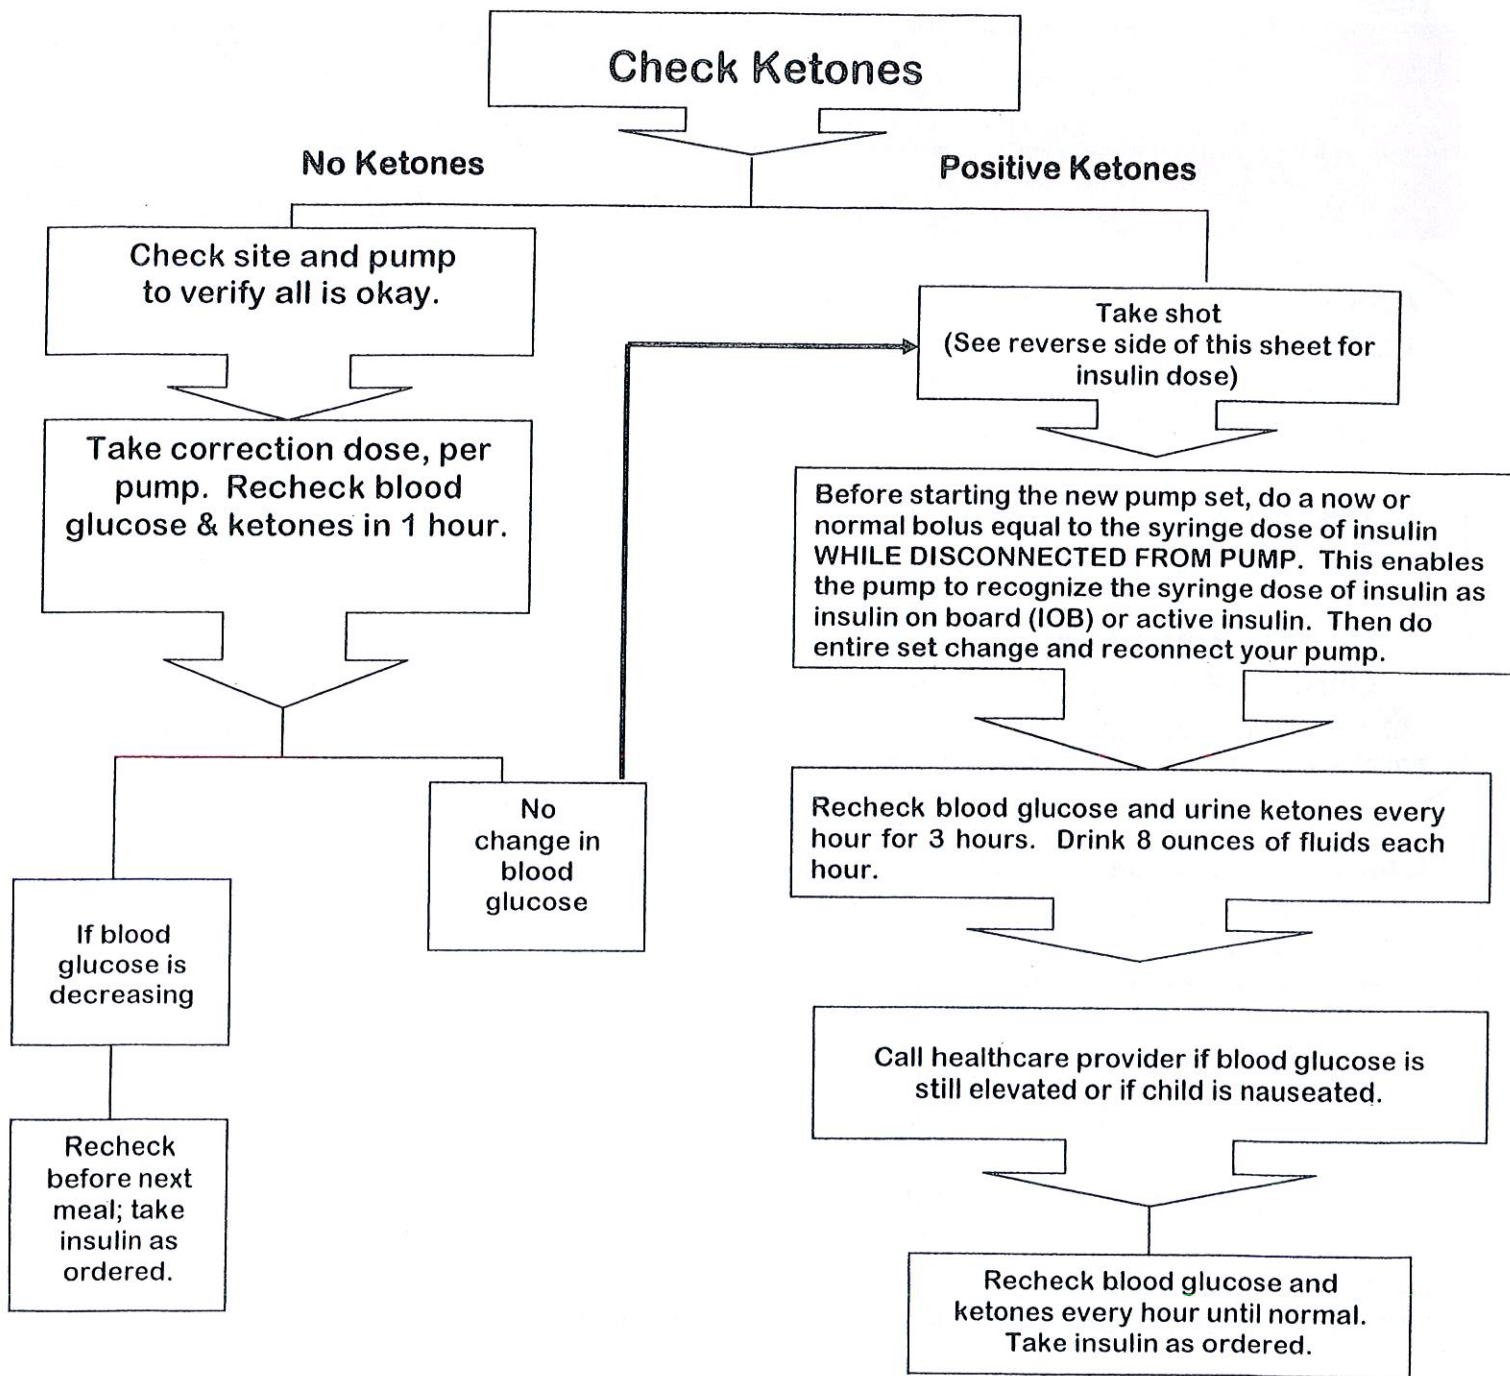 Check Ketones
No Ketones
Positive Ketones
Check site and pump
to verify all is okay.
Take correction dose, per
pump. Recheck blood
glucose & ketones in 1 hour.
If blood
glucose is
decreasing
Recheck
before next
meal; take
insulin as
ordered.
No
change in
blood
glucose
Take shot
(See reverse side of this sheet for
insulin dose)
Before starting the new pump set, do a now or
normal bolus equal to the syringe dose of insulin
WHILE DISCONNECTED FROM PUMP. This enables
the pump to recognize the syringe dose of insulin as
insulin on board (IOB) or active insulin. Then do
entire set change and reconnect your pump.
Recheck blood glucose and urine ketones every
hour for 3 hours. Drink 8 ounces of fluids each
hour.
Call healthcare provider if blood glucose is
still elevated or if child is nauseated.
Recheck blood glucose and
ketones every hour until normal.
Take insulin as ordered.